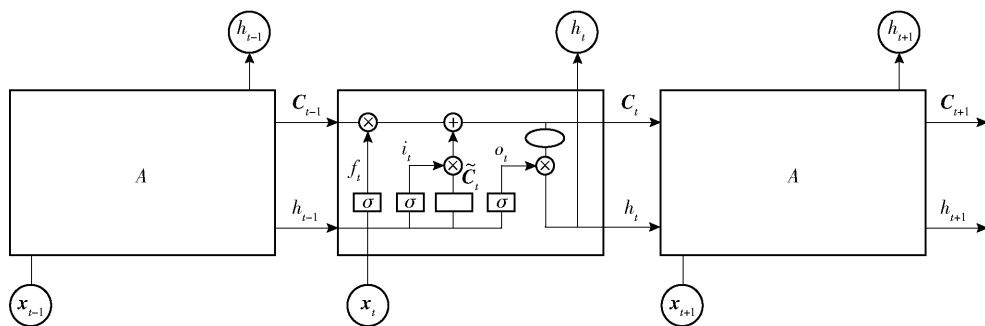 h_{t-1} h_t h_{t+1}
C_{t-1} C_t C_{t+1}
× +
i_t o_t
f_t × C̃_t ×
A A
σ σ σ
h_{t-1} h_t h_{t+1}
x_{t-1} x_t x_{t+1}